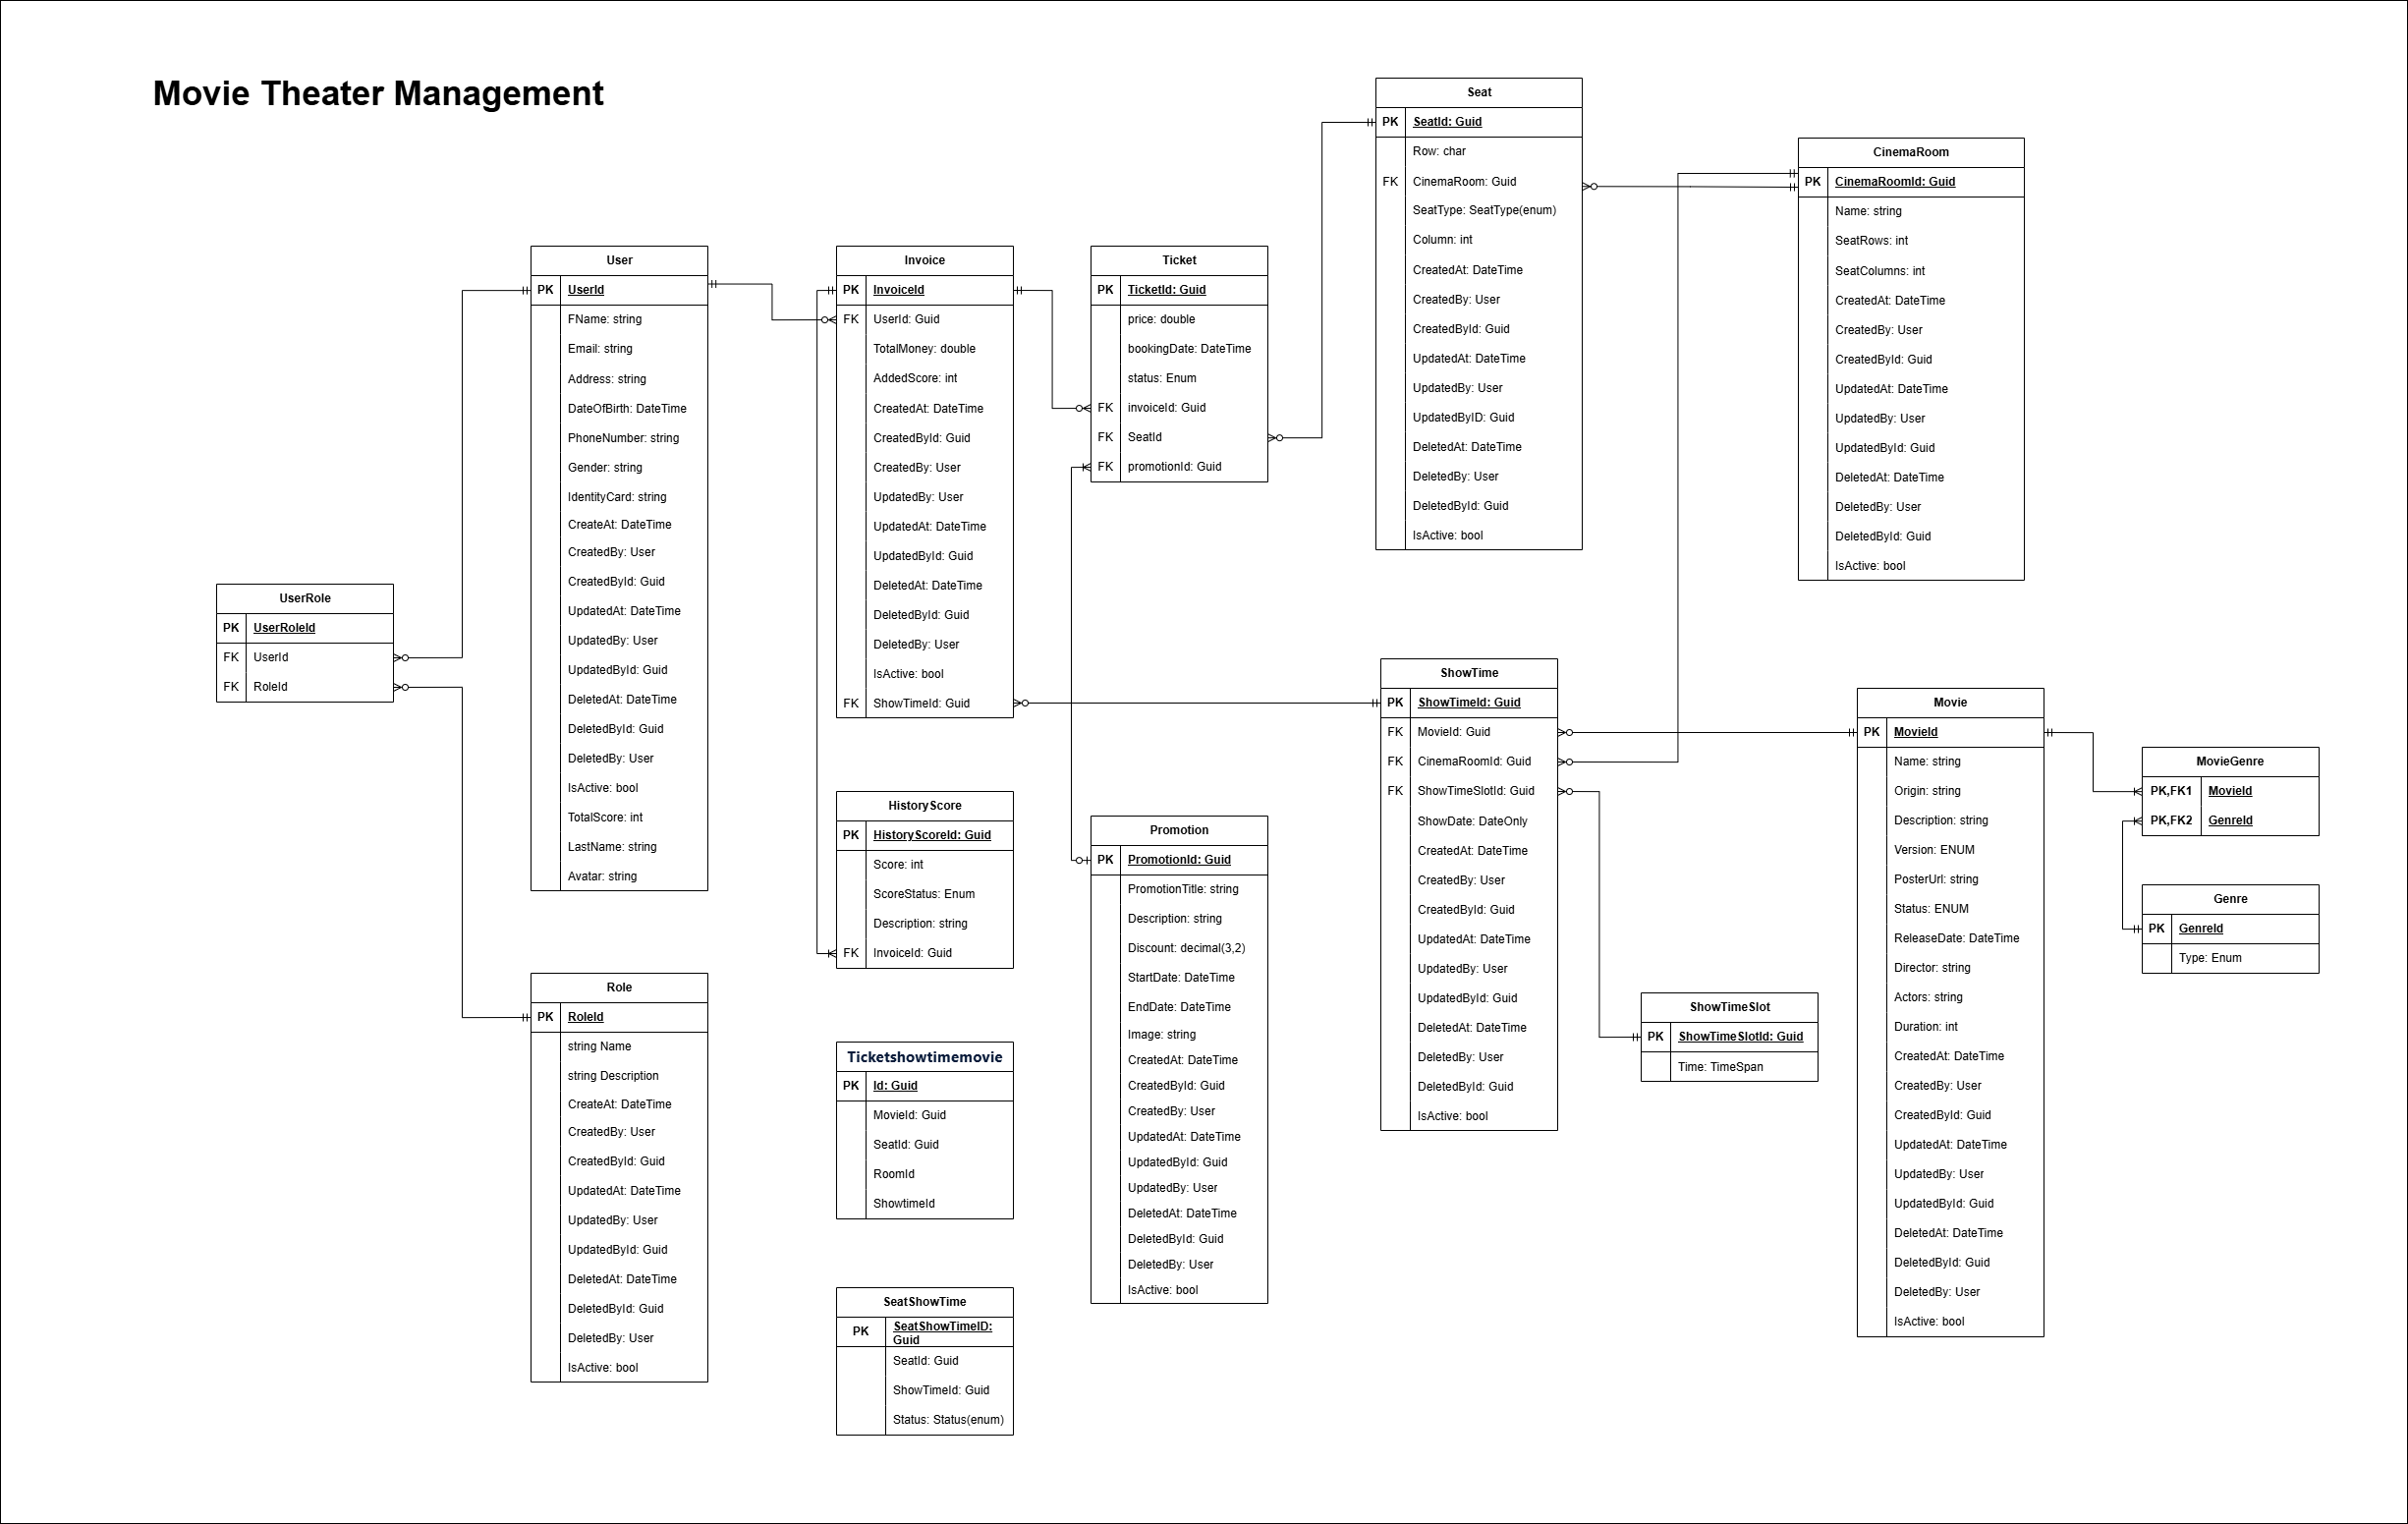 Movie Theater Management
UserRole
PK UserRoleId
FK UserId
FK RoleId
User
PK UserId
FName: string
Email: string
Address: string
DateOfBirth: DateTime
PhoneNumber: string
Gender: string
IdentityCard: string
CreateAt: DateTime
CreatedBy: User
CreatedById: Guid
UpdatedAt: DateTime
UpdatedBy: User
UpdatedById: Guid
DeletedAt: DateTime
DeletedById: Guid
DeletedBy: User
IsActive: bool
TotalScore: int
LastName: string
Avatar: string
Role
PK RoleId
string Name
string Description
CreateAt: DateTime
CreatedBy: User
CreatedById: Guid
UpdatedAt: DateTime
UpdatedBy: User
UpdatedById: Guid
DeletedAt: DateTime
DeletedById: Guid
DeletedBy: User
IsActive: bool
Invoice
PK InvoiceId
FK UserId: Guid
TotalMoney: double
AddedScore: int
CreatedAt: DateTime
CreatedById: Guid
CreatedBy: User
UpdatedBy: User
UpdatedAt: DateTime
UpdatedById: Guid
DeletedAt: DateTime
DeletedById: Guid
DeletedBy: User
IsActive: bool
FK ShowTimeId: Guid
HistoryScore
PK HistoryScoreId: Guid
Score: int
ScoreStatus: Enum
Description: string
FK InvoiceId: Guid
Ticketshowtimemovie
PK Id: Guid
MovieId: Guid
SeatId: Guid
RoomId
ShowtimeId
SeatShowTime
PK SeatShowTimeID:
Guid
SeatId: Guid
ShowTimeId: Guid
Status: Status(enum)
Ticket
PK TicketId: Guid
price: double
bookingDate: DateTime
status: Enum
FK invoiceId: Guid
FK SeatId
FK promotionId: Guid
Promotion
PK PromotionId: Guid
PromotionTitle: string
Description: string
Discount: decimal(3,2)
StartDate: DateTime
EndDate: DateTime
Image: string
CreatedAt: DateTime
CreatedById: Guid
CreatedBy: User
UpdatedAt: DateTime
UpdatedById: Guid
UpdatedBy: User
DeletedAt: DateTime
DeletedById: Guid
DeletedBy: User
IsActive: bool
Seat
PK SeatId: Guid
Row: char
FK CinemaRoom: Guid
SeatType: SeatType(enum)
Column: int
CreatedAt: DateTime
CreatedBy: User
CreatedById: Guid
UpdatedAt: DateTime
UpdatedBy: User
UpdatedByID: Guid
DeletedAt: DateTime
DeletedBy: User
DeletedById: Guid
IsActive: bool
ShowTime
PK ShowTimeId: Guid
FK MovieId: Guid
FK CinemaRoomId: Guid
FK ShowTimeSlotId: Guid
ShowDate: DateOnly
CreatedAt: DateTime
CreatedBy: User
CreatedById: Guid
UpdatedAt: DateTime
UpdatedBy: User
UpdatedById: Guid
DeletedAt: DateTime
DeletedBy: User
DeletedById: Guid
IsActive: bool
ShowTimeSlot
PK ShowTimeSlotId: Guid
Time: TimeSpan
CinemaRoom
PK CinemaRoomId: Guid
Name: string
SeatRows: int
SeatColumns: int
CreatedAt: DateTime
CreatedBy: User
CreatedById: Guid
UpdatedAt: DateTime
UpdatedBy: User
UpdatedById: Guid
DeletedAt: DateTime
DeletedBy: User
DeletedById: Guid
IsActive: bool
Movie
PK MovieId
Name: string
Origin: string
Description: string
Version: ENUM
PosterUrl: string
Status: ENUM
ReleaseDate: DateTime
Director: string
Actors: string
Duration: int
CreatedAt: DateTime
CreatedBy: User
CreatedById: Guid
UpdatedAt: DateTime
UpdatedBy: User
UpdatedById: Guid
DeletedAt: DateTime
DeletedById: Guid
DeletedBy: User
IsActive: bool
MovieGenre
PK,FK1 MovieId
PK,FK2 GenreId
Genre
PK GenreId
Type: Enum